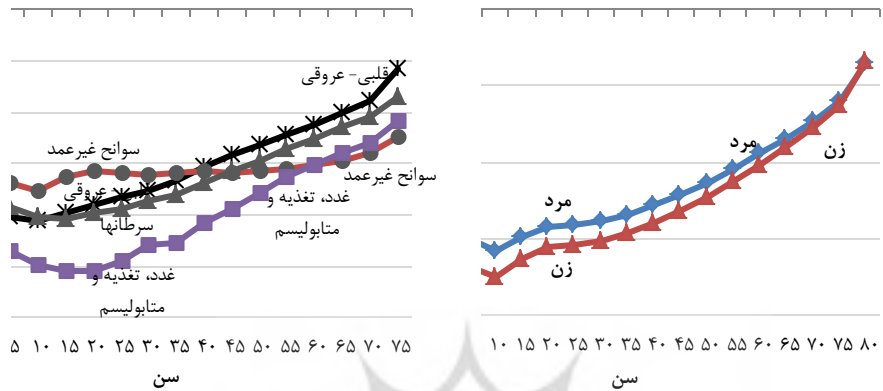 قلبی- عروقی
سوانح غیرعمد
عروقی
سرطانها
غدد، تغذیه و
متابولیسم
سوانح غیرعمد
غدد، تغذیه و
متابولیسم
۵ ۱۰ ۱۵ ۲۰ ۲۵ ۳۰ ۳۵ ۴۰ ۴۵ ۵۰ ۵۵ ۶۰ ۶۵ ۷۰ ۷۵
سن
مرد
زن
مرد
زن
۱۰ ۱۵ ۲۰ ۲۵ ۳۰ ۳۵ ۴۰ ۴۵ ۵۰ ۵۵ ۶۰ ۶۵ ۷۰ ۷۵ ۸۰
سن